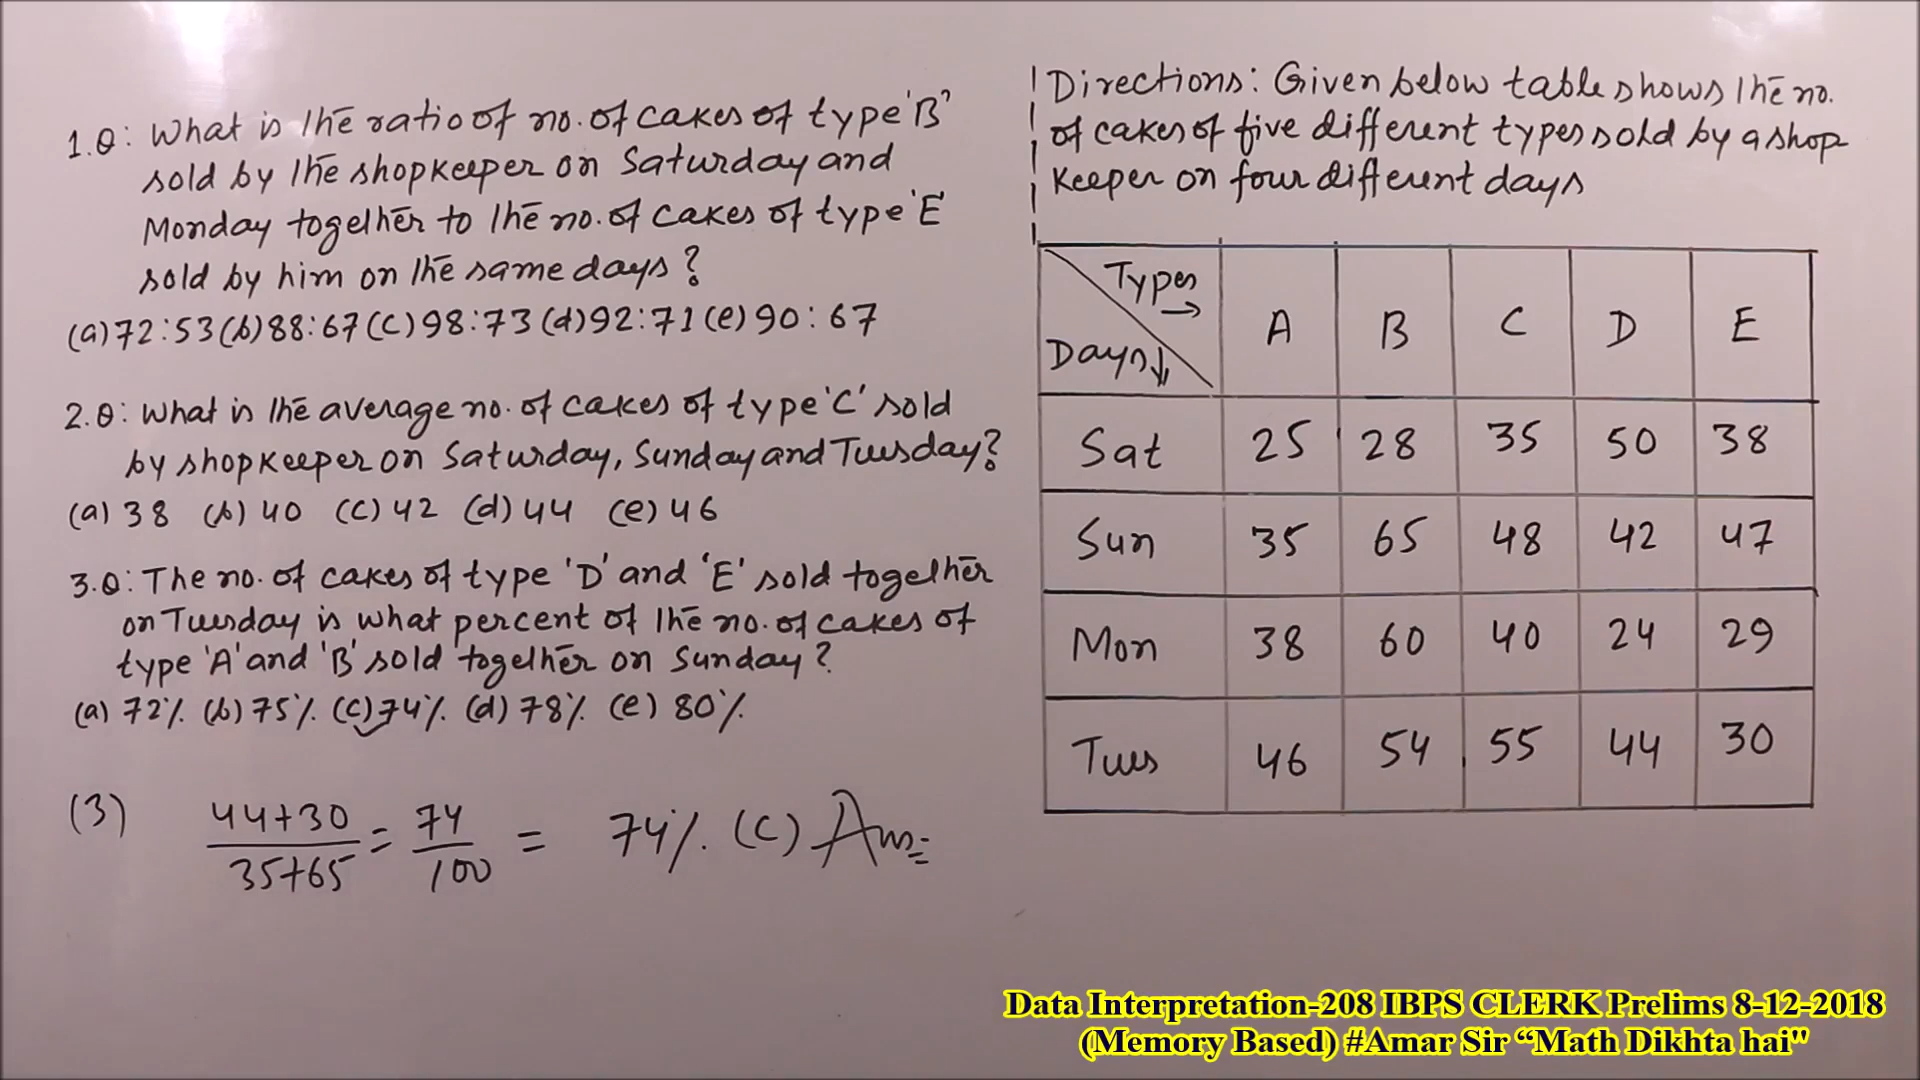 1.Q: What is the ratio of no. of cakes of type 'B'
sold by the shopkeeper on Saturday and
Monday together to the no. of cakes of type 'E'
sold by him on the same days?
(a) 72:53 (b) 88:67 (c) 98:73 (d) 92:71 (e) 90:67
2.Q: What is the average no. of cakes of type 'C' sold
by shopkeeper on Saturday, Sunday and Tuesday?
(a) 38 (b) 40 (c) 42 (d) 44 (e) 46
3.Q: The no. of cakes of type 'D' and 'E' sold together
on Tuesday is what percent of the no. of cakes of
type 'A' and 'B' sold together on Sunday?
(a) 72% (b) 75% (c) 74% (d) 78% (e) 80%
(3) 44+30/35+65 = 74/100 = 74% (c) Ans=
Directions: Given below table shows the no.
of cakes of five different types sold by a shop
keeper on four different days
Types → A B C D E
Days ↓
Sat 25 28 35 50 38
Sun 35 65 48 42 47
Mon 38 60 40 24 29
Tues 46 54 55 44 30
Data Interpretation-208 IBPS CLERK Prelims 8-12-2018
(Memory Based) #Amar Sir “Math Dikhta hai"